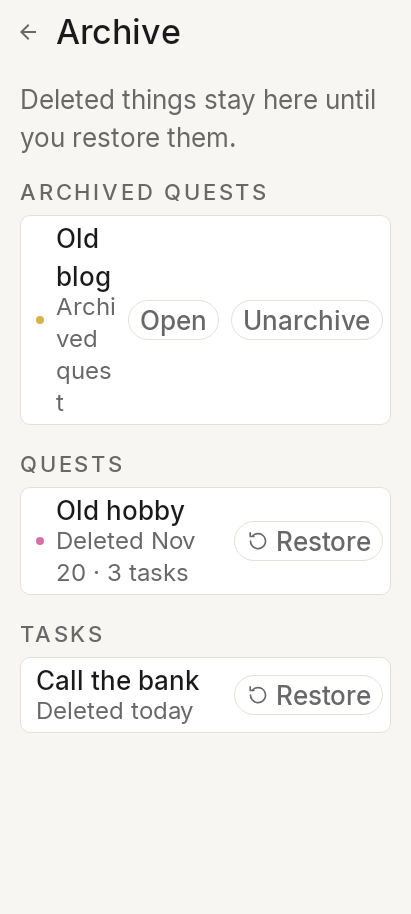 Archive
Deleted things stay here until
you restore them.
ARCHIVED QUESTS
Old
blog
Archi
ved
ques
t
Open
Unarchive
QUESTS
Old hobby
Deleted Nov
20 · 3 tasks
Restore
TASKS
Call the bank
Deleted today
Restore